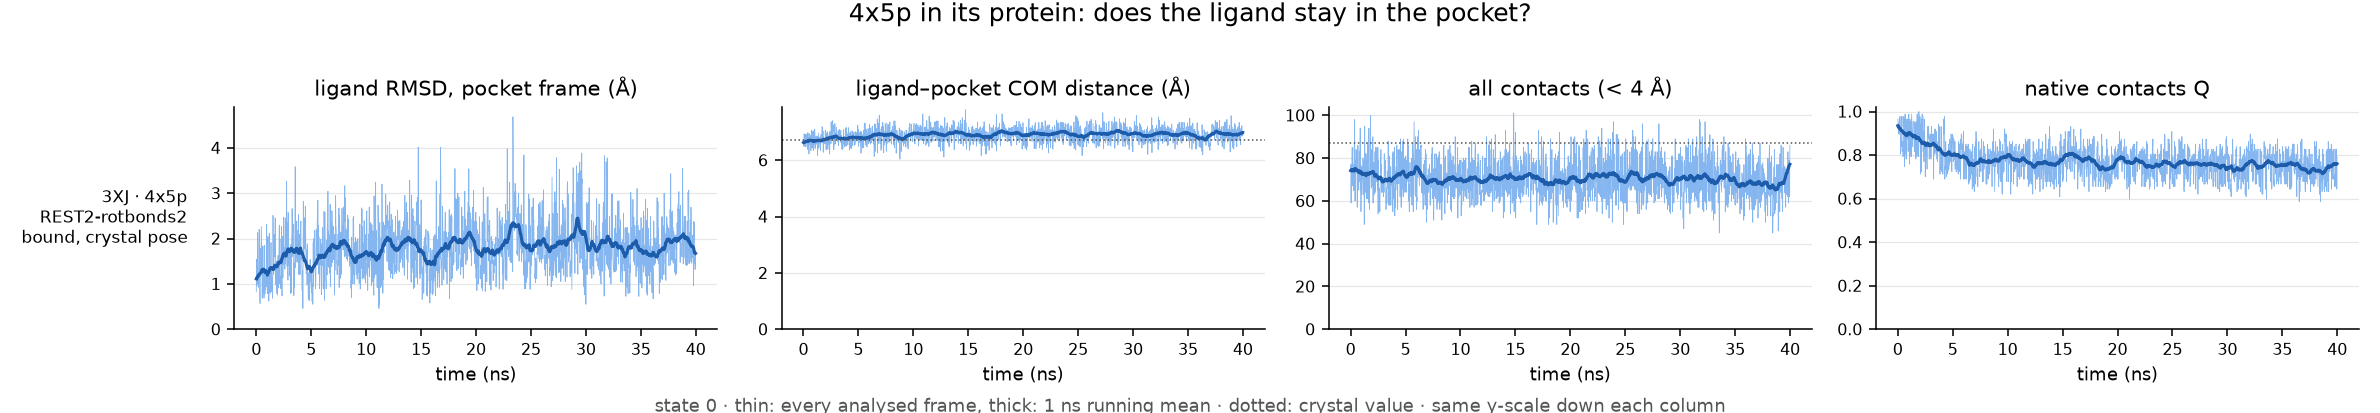 4x5p in its protein: does the ligand stay in the pocket?
ligand RMSD, pocket frame (Å)
ligand–pocket COM distance (Å)
all contacts (< 4 Å)
native contacts Q
3XJ · 4x5p
REST2-rotbonds2
bound, crystal pose
4
3
2
1
0
0 5 10 15 20 25 30 35 40
time (ns)
6
4
2
0
0 5 10 15 20 25 30 35 40
time (ns)
100
80
60
40
20
0
0 5 10 15 20 25 30 35 40
time (ns)
1.0
0.8
0.6
0.4
0.2
0.0
0 5 10 15 20 25 30 35 40
time (ns)
state 0 · thin: every analysed frame, thick: 1 ns running mean · dotted: crystal value · same y-scale down each column